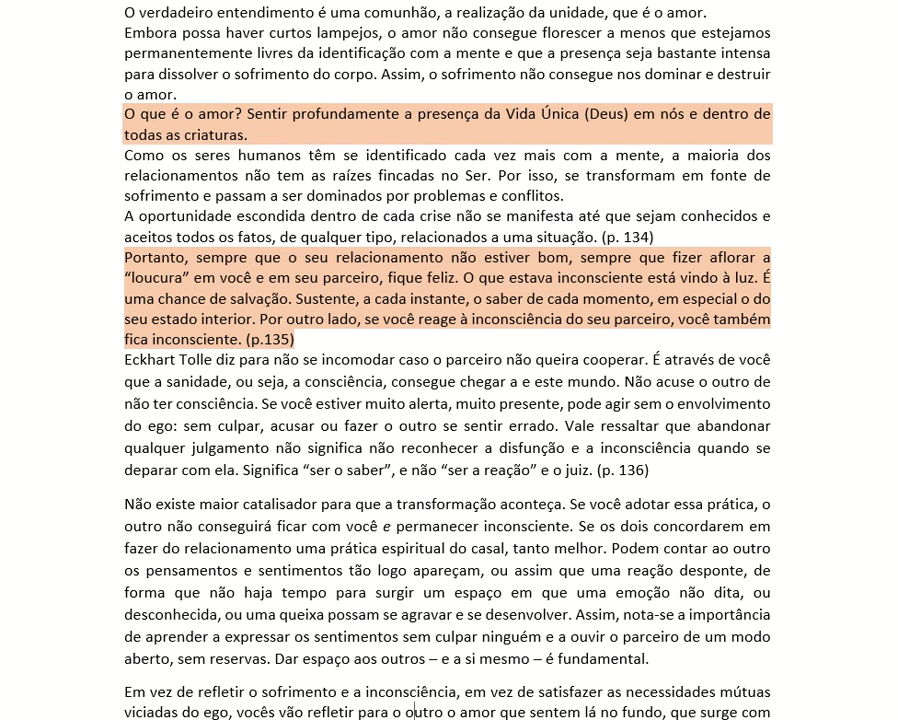 O verdadeiro entendimento é uma comunhão, a realização da unidade, que é o amor.
Embora possa haver curtos lampejos, o amor não consegue florescer a menos que estejamos
permanentemente livres da identificação com a mente e que a presença seja bastante intensa
para dissolver o sofrimento do corpo. Assim, o sofrimento não consegue nos dominar e destruir
o amor.
O que é o amor? Sentir profundamente a presença da Vida Única (Deus) em nós e dentro de
todas as criaturas.
Como os seres humanos têm se identificado cada vez mais com a mente, a maioria dos
relacionamentos não tem as raízes fincadas no Ser. Por isso, se transformam em fonte de
sofrimento e passam a ser dominados por problemas e conflitos.
A oportunidade escondida dentro de cada crise não se manifesta até que sejam conhecidos e
aceitos todos os fatos, de qualquer tipo, relacionados a uma situação. (p. 134)
Portanto, sempre que o seu relacionamento não estiver bom, sempre que fizer aflorar a
“loucura” em você e em seu parceiro, fique feliz. O que estava inconsciente está vindo à luz. É
uma chance de salvação. Sustente, a cada instante, o saber de cada momento, em especial o do
seu estado interior. Por outro lado, se você reage à inconsciência do seu parceiro, você também
fica inconsciente. (p.135)
Eckhart Tolle diz para não se incomodar caso o parceiro não queira cooperar. É através de você
que a sanidade, ou seja, a consciência, consegue chegar a e este mundo. Não acuse o outro de
não ter consciência. Se você estiver muito alerta, muito presente, pode agir sem o envolvimento
do ego: sem culpar, acusar ou fazer o outro se sentir errado. Vale ressaltar que abandonar
qualquer julgamento não significa não reconhecer a disfunção e a inconsciência quando se
deparar com ela. Significa “ser o saber”, e não “ser a reação” e o juiz. (p. 136)
Não existe maior catalisador para que a transformação aconteça. Se você adotar essa prática, o
outro não conseguirá ficar com você e permanecer inconsciente. Se os dois concordarem em
fazer do relacionamento uma prática espiritual do casal, tanto melhor. Podem contar ao outro
os pensamentos e sentimentos tão logo apareçam, ou assim que uma reação desponte, de
forma que não haja tempo para surgir um espaço em que uma emoção não dita, ou
desconhecida, ou uma queixa possam se agravar e se desenvolver. Assim, nota-se a importância
de aprender a expressar os sentimentos sem culpar ninguém e a ouvir o parceiro de um modo
aberto, sem reservas. Dar espaço aos outros – e a si mesmo – é fundamental.
Em vez de refletir o sofrimento e a inconsciência, em vez de satisfazer as necessidades mútuas
viciadas do ego, vocês vão refletir para o outro o amor que sentem lá no fundo, que surge com